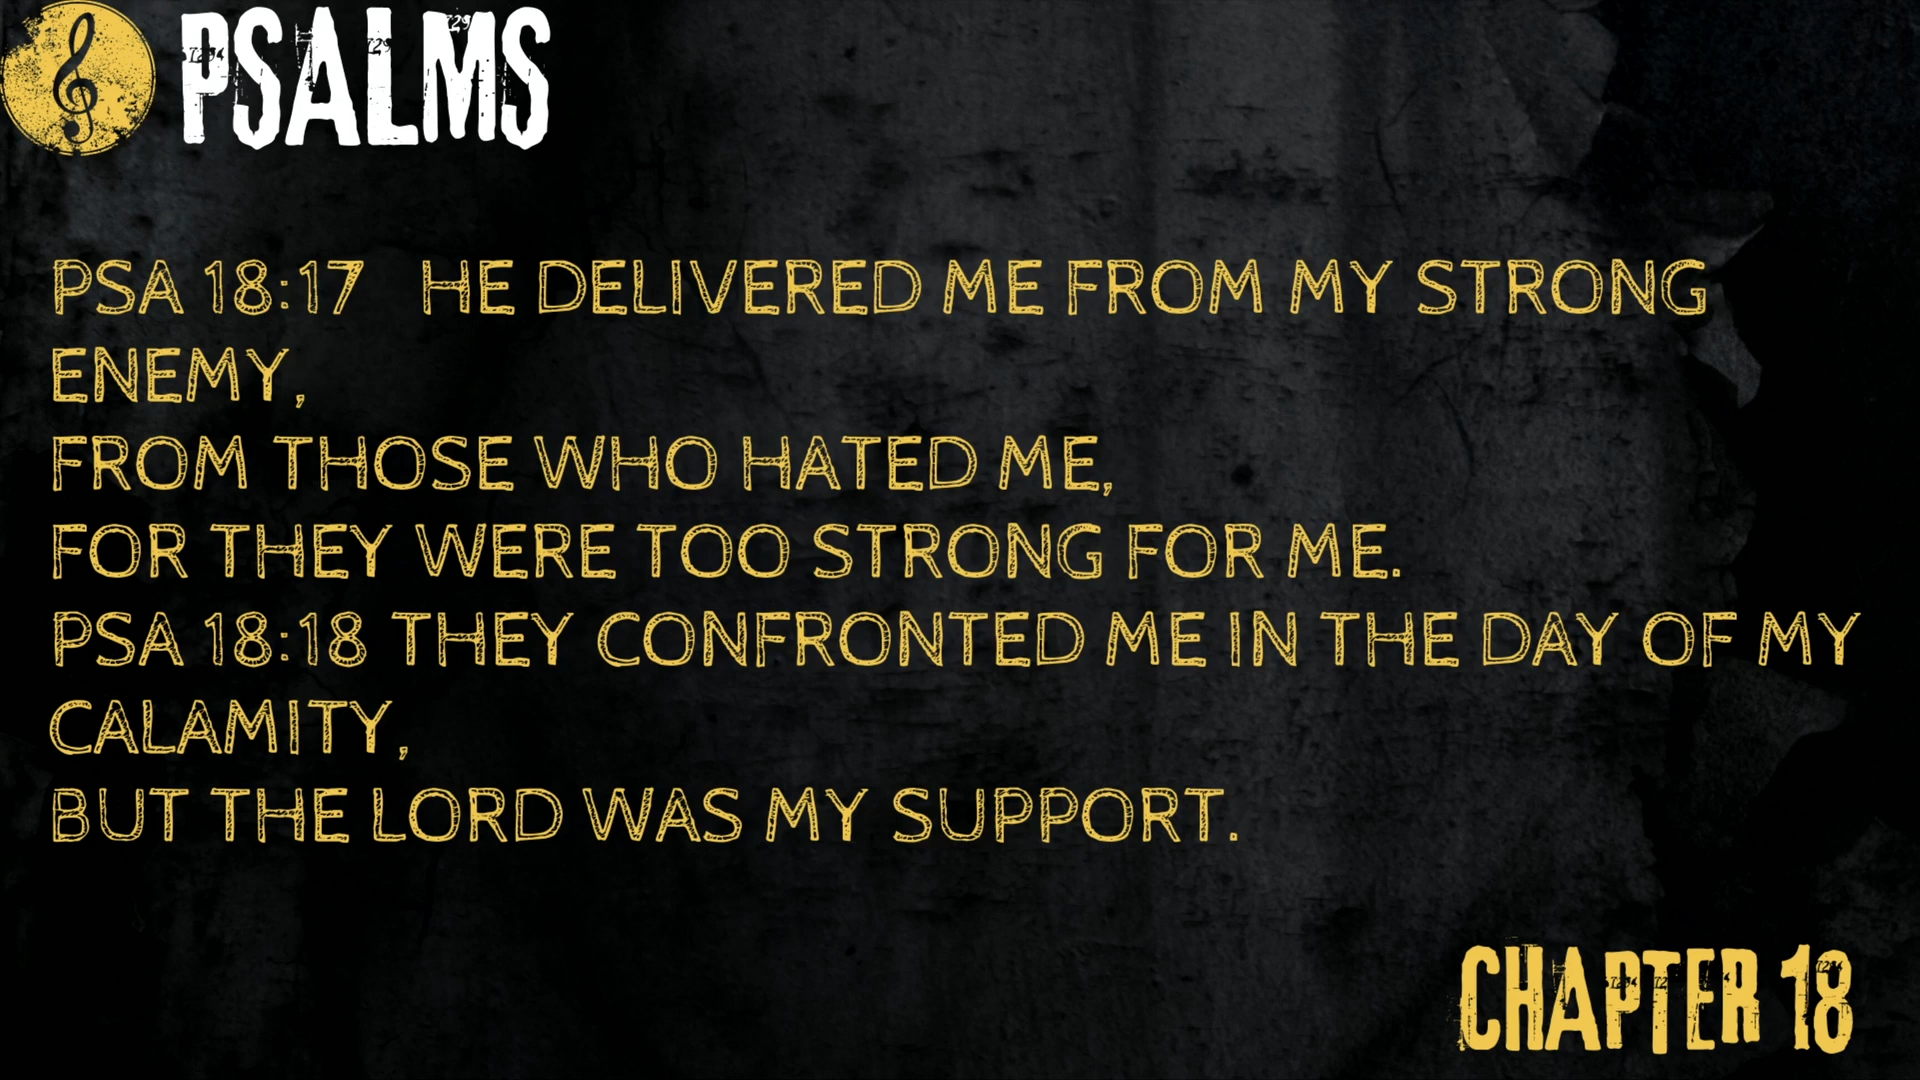 PSALMS
PSA 18:17 HE DELIVERED ME FROM MY STRONG
ENEMY,
FROM THOSE WHO HATED ME,
FOR THEY WERE TOO STRONG FOR ME.
PSA 18:18 THEY CONFRONTED ME IN THE DAY OF MY
CALAMITY,
BUT THE LORD WAS MY SUPPORT.
CHAPTER 18